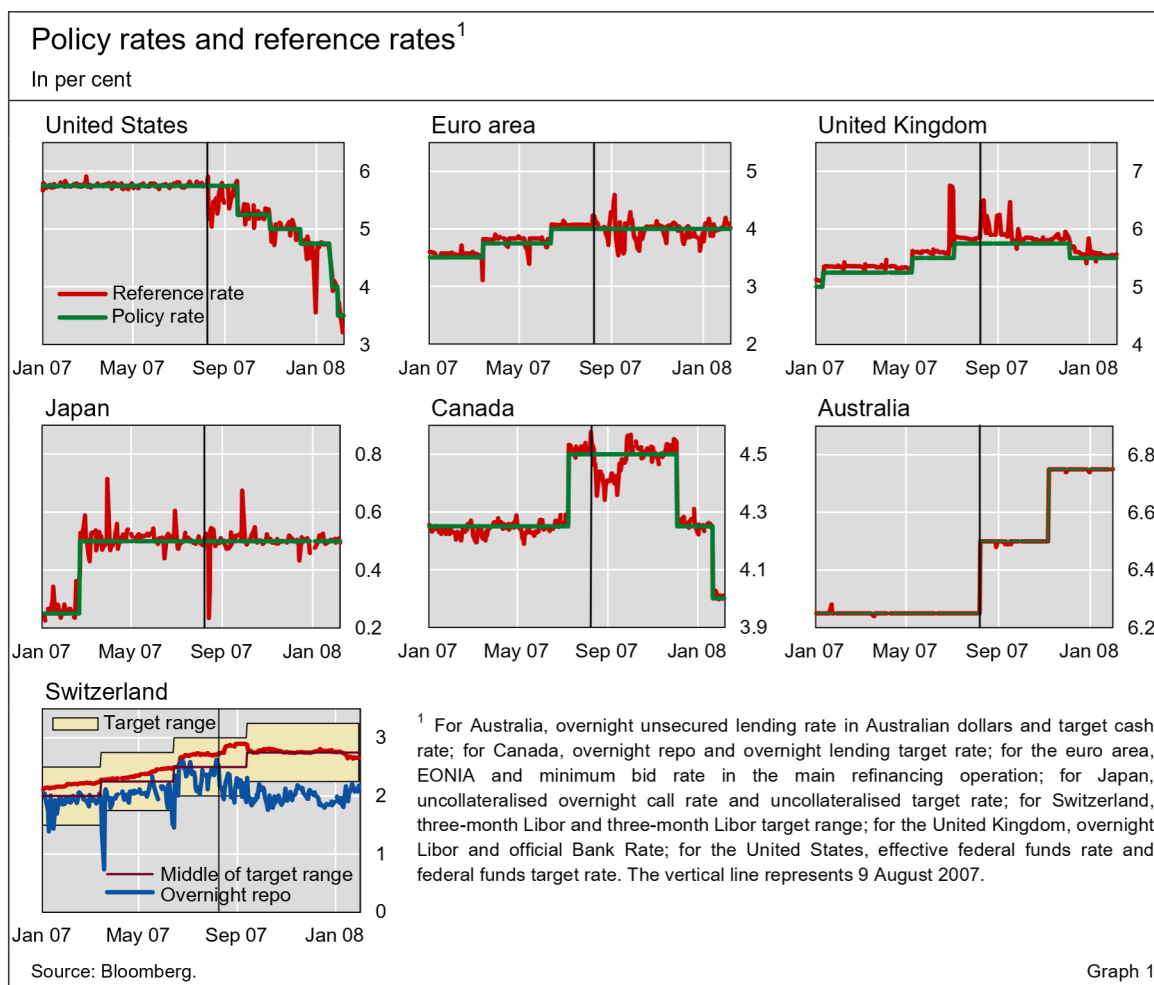 Policy rates and reference rates1
In per cent
United States
Euro area
United Kingdom
6
5
4
3
Reference rate
Policy rate
Jan 07 May 07 Sep 07 Jan 08
5
4
3
2
Jan 07 May 07 Sep 07 Jan 08
7
6
5
4
Jan 07 May 07 Sep 07 Jan 08
Japan
Canada
Australia
0.8
0.6
0.4
0.2
Jan 07 May 07 Sep 07 Jan 08
4.5
4.3
4.1
3.9
Jan 07 May 07 Sep 07 Jan 08
6.8
6.6
6.4
6.2
Jan 07 May 07 Sep 07 Jan 08
Switzerland
Target range
3
2
1
0
Middle of target range
Overnight repo
Jan 07 May 07 Sep 07 Jan 08
1 For Australia, overnight unsecured lending rate in Australian dollars and target cash
rate; for Canada, overnight repo and overnight lending target rate; for the euro area,
EONIA and minimum bid rate in the main refinancing operation; for Japan,
uncollateralised overnight call rate and uncollateralised target rate; for Switzerland,
three-month Libor and three-month Libor target range; for the United Kingdom, overnight
Libor and official Bank Rate; for the United States, effective federal funds rate and
federal funds target rate. The vertical line represents 9 August 2007.
Source: Bloomberg.
Graph 1